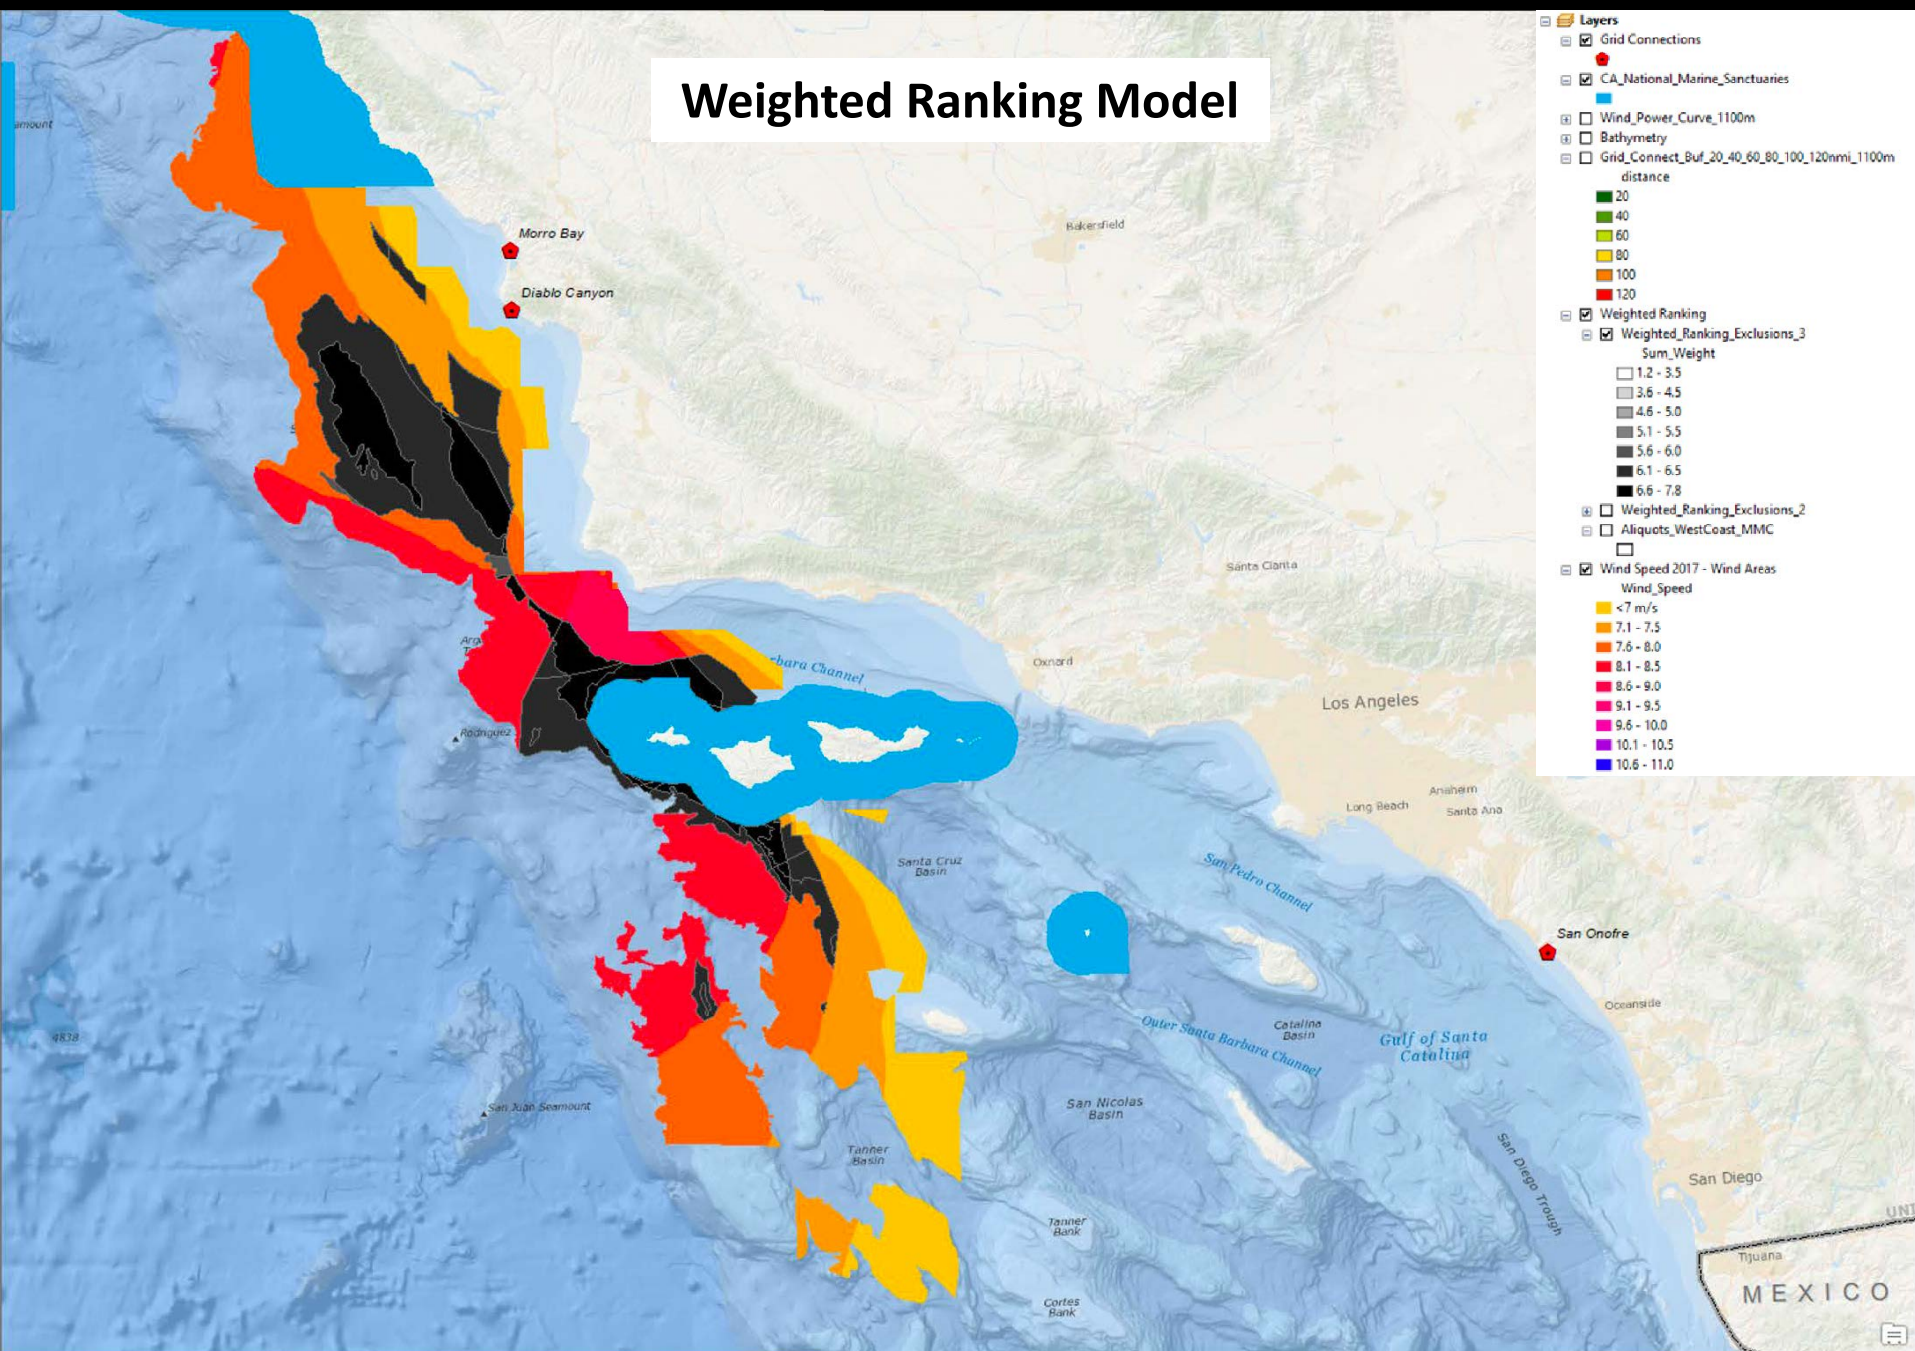 Weighted Ranking Model
Layers
Grid Connections
CA_National_Marine_Sanctuaries
Wind_Power_Curve_1100m
Bathymetry
Grid_Connect_Buf_20_40_60_80_100_120nmi_1100m
distance
20
40
60
80
100
120
Weighted Ranking
Weighted_Ranking_Exclusions_3
Sum_Weight
1.2 - 3.5
3.6 - 4.5
4.6 - 5.0
5.1 - 5.5
5.6 - 6.0
6.1 - 6.5
6.6 - 7.8
Weighted_Ranking_Exclusions_2
Aliquots_WestCoast_MMC
Wind Speed 2017 - Wind Areas
Wind_Speed
<7 m/s
7.1 - 7.5
7.6 - 8.0
8.1 - 8.5
8.6 - 9.0
9.1 - 9.5
9.6 - 10.0
10.1 - 10.5
10.6 - 11.0
amount
Morro Bay
Diablo Canyon
Bakersfield
Santa Clarita
Oxnard
rbara Channel
Los Angeles
Rodriguez
Anaheim
Long Beach
Santa Ana
Santa Cruz
Basin
San Pedro Channel
San Onofre
Oceanside
Outer Santa Barbara Channel
Catalina
Basin
Gulf of Santa
Catalina
4838
San Juan Seamount
San Nicolas
Basin
Tanner
Basin
San Diego Trough
San Diego
Tanner
Bank
UNI
Tijuana
MEXICO
Cortes
Bank